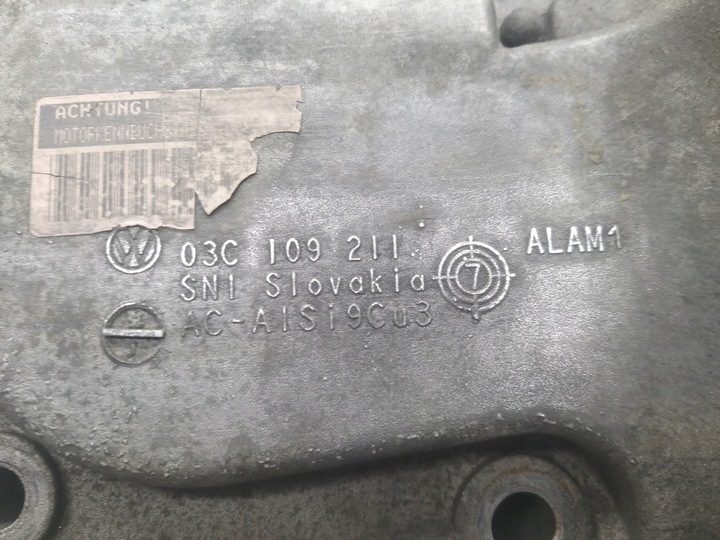 ACHTUNG!
03C 109 211
SNI Slovakia
7
ALAM1
AC-AlSi9Cu3